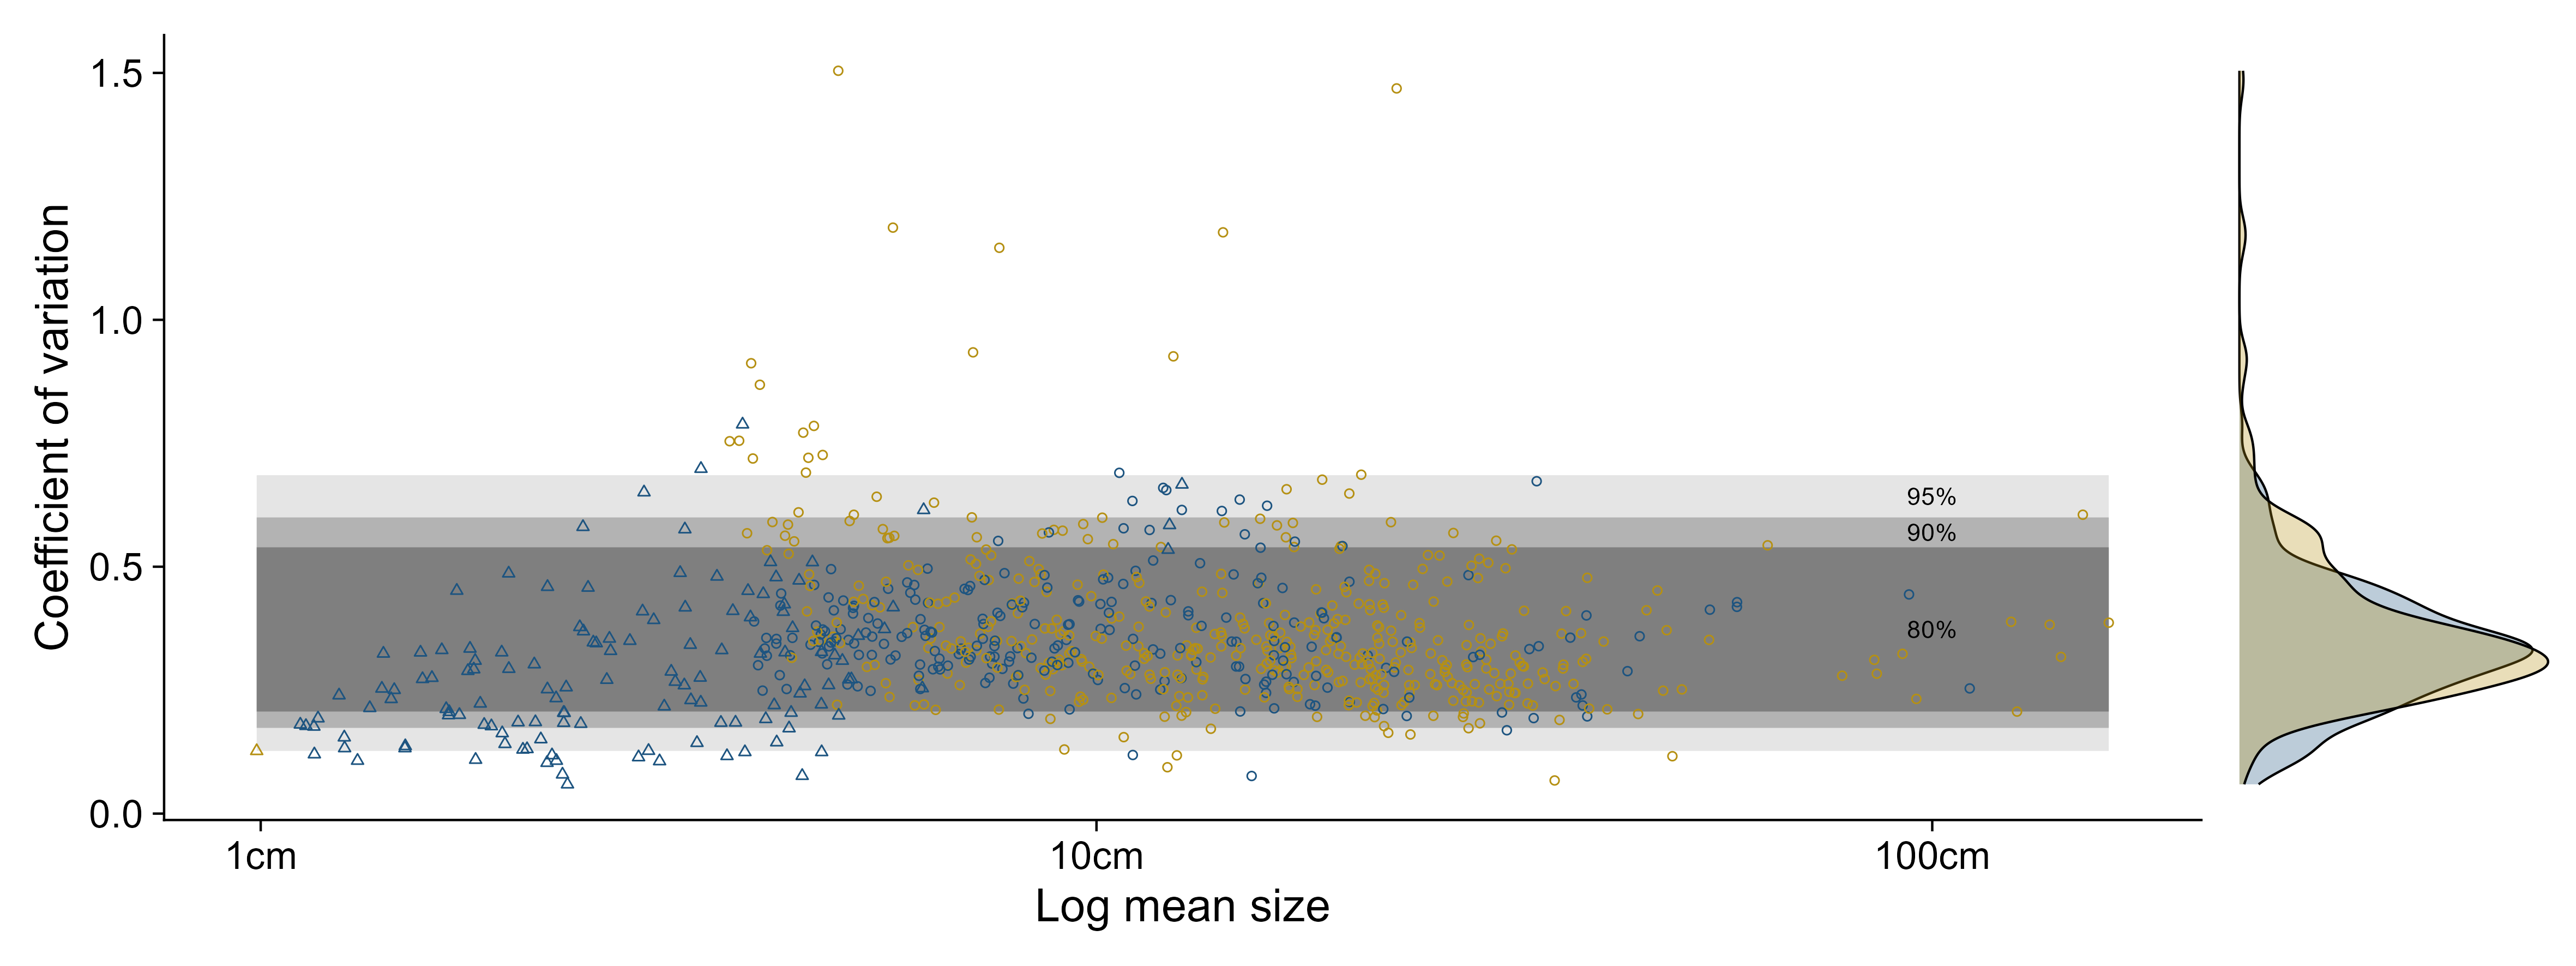 Coefficient of variation
1.5
1.0
0.5
0.0
95%
90%
80%
1cm
10cm
100cm
Log mean size